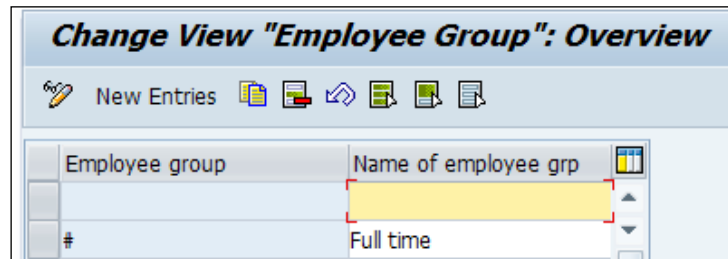 Change View "Employee Group": Overview
New Entries
Employee group Name of employee grp
# Full time